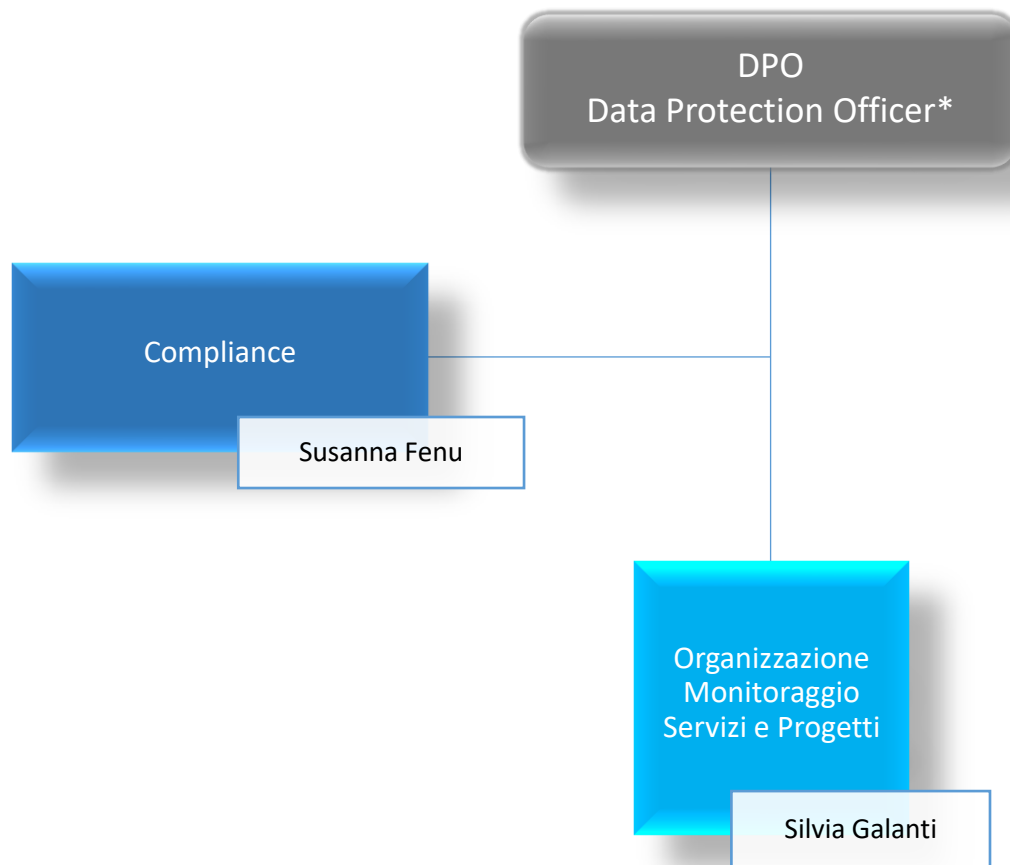 DPO
Data Protection Officer*
Compliance
Susanna Fenu
Organizzazione
Monitoraggio
Servizi e Progetti
Silvia Galanti